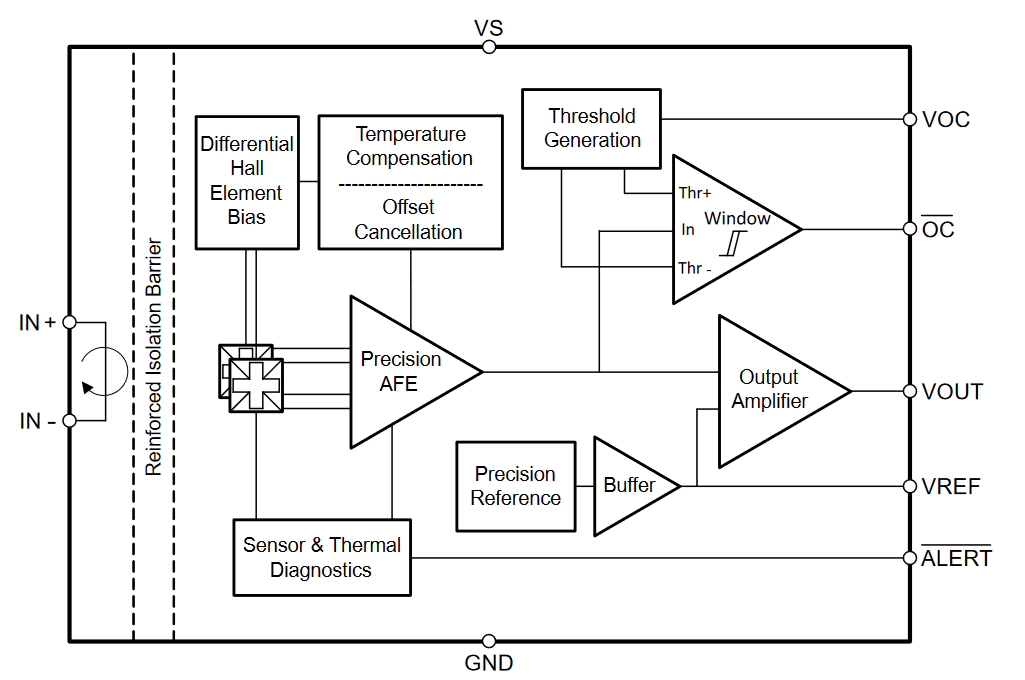 VS
Threshold
Generation
VOC
Differential
Hall
Element
Bias
Temperature
Compensation
Offset
Cancellation
Thr+
In
Window
Thr -
OC
Reinforced Isolation Barrier
IN +
IN -
Precision
AFE
Output
Amplifier
VOUT
Precision
Reference
Buffer
VREF
Sensor & Thermal
Diagnostics
ALERT
GND